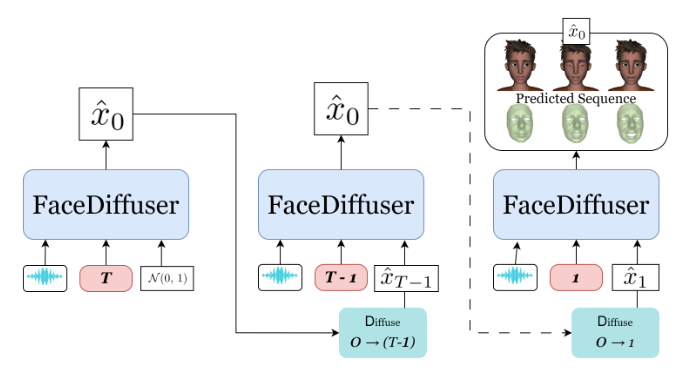 x̂₀
Predicted Sequence
x̂₀
x̂₀
FaceDiffuser
FaceDiffuser
FaceDiffuser
T
𝒩(0, 1)
T - 1
x̂_{T−1}
1
x̂₁
Diffuse
0 → (T-1)
Diffuse
0 → 1